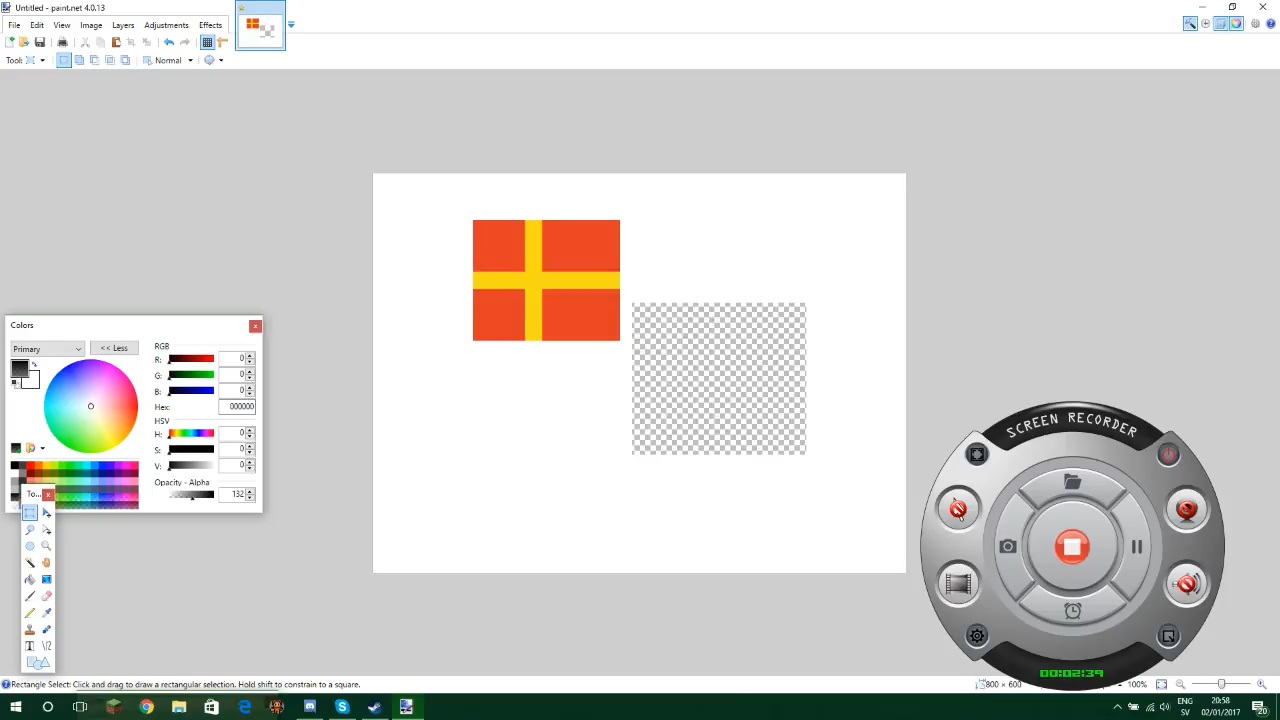 Untitled - paint.net 4.0.13
File Edit View Image Layers Adjustments Effects
Tool: Normal
Colors
Primary << Less
RGB
R: 0
G: 0
B: 0
Hex: 000000
HSV
H: 0
S: 0
V: 0
Opacity - Alpha
132
To...
SCREEN RECORDER
00:02:39
Rectangle Select: Click and drag to draw a rectangular selection. Hold shift to constrain to a square.
800 × 600
100%
ENG
SV
20:58
02/01/2017
20